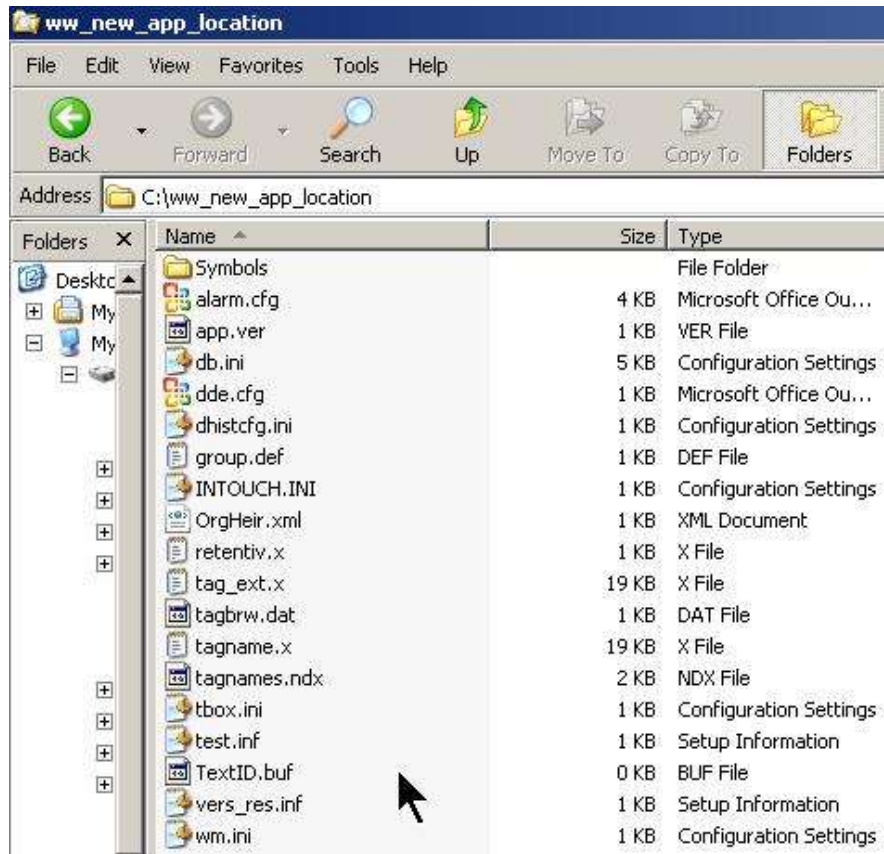 ww_new_app_location
File Edit View Favorites Tools Help
Back Forward Search Up Move To Copy To Folders
Address C:\ww_new_app_location
Folders X Name Size Type
Symbols File Folder
alarm.cfg 4 KB Microsoft Office Ou...
app.ver 1 KB VER File
db.ini 5 KB Configuration Settings
dde.cfg 1 KB Microsoft Office Ou...
dhistcfg.ini 1 KB Configuration Settings
group.def 1 KB DEF File
INTOUCH.INI 1 KB Configuration Settings
OrgHeir.xml 1 KB XML Document
retentiv.x 1 KB X File
tag_ext.x 19 KB X File
tagbrw.dat 1 KB DAT File
tagname.x 19 KB X File
tagnames.ndx 2 KB NDX File
tbox.ini 1 KB Configuration Settings
test.inf 1 KB Setup Information
TextID.buf 0 KB BUF File
vers_res.inf 1 KB Setup Information
wm.ini 1 KB Configuration Settings
Deskto
My
My